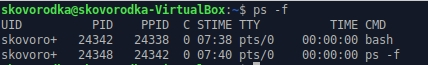 skovorodka@skovorodka-VirtualBox:~$ ps -f
UID PID PPID C STIME TTY TIME CMD
skovoro+ 24342 24338 0 07:38 pts/0 00:00:00 bash
skovoro+ 24348 24342 0 07:40 pts/0 00:00:00 ps -f